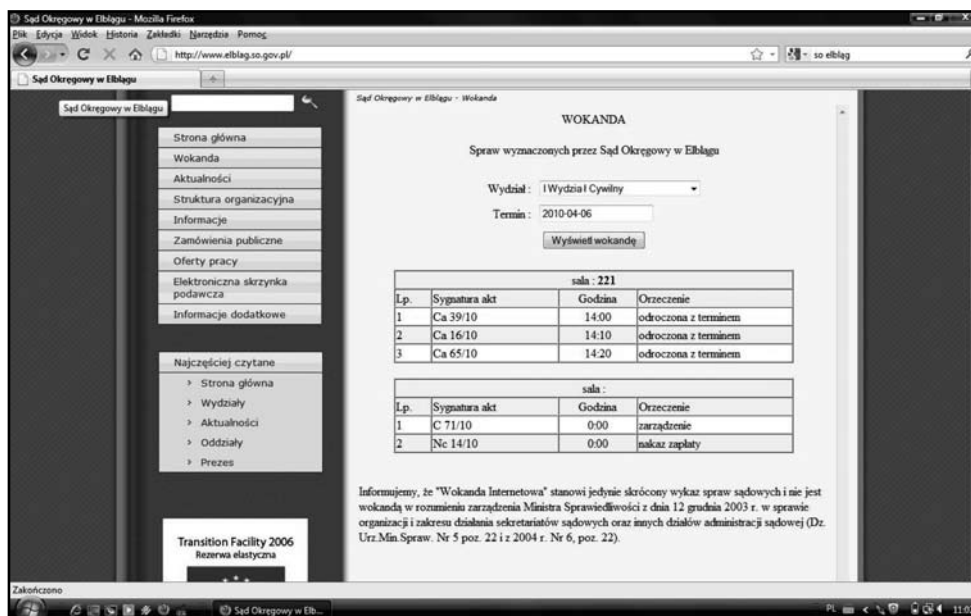 Sąd Okręgowy w Elblągu - Mozilla Firefox
Plik Edycja Widok Historia Zakładki Narzędzia Pomoc
http://www.elblag.so.gov.pl/
so elbląg
Sąd Okręgowy w Elblągu
Sąd Okręgowy w Elblągu
Strona główna
Wokanda
Aktualności
Struktura organizacyjna
Informacje
Zamówienia publiczne
Oferty pracy
Elektroniczna skrzynka
podawcza
Informacje dodatkowe
Najczęściej czytane
Strona główna
Wydziały
Aktualności
Oddziały
Prezes
Transition Facility 2006
Rezerwa elastyczna
Sąd Okręgowy w Elblągu - Wokanda
WOKANDA
Spraw wyznaczonych przez Sąd Okręgowy w Elblągu
Wydział : I Wydział Cywilny
Termin : 2010-04-06
Wyświetl wokandę
sala : 221
Lp. Sygnatura akt Godzina Orzeczenie
1 Ca 39/10 14:00 odroczona z terminem
2 Ca 16/10 14:10 odroczona z terminem
3 Ca 65/10 14:20 odroczona z terminem
sala :
Lp. Sygnatura akt Godzina Orzeczenie
1 C 71/10 0:00 zarządzenie
2 Nc 14/10 0:00 nakaz zapłaty
Informujemy, że "Wokanda Internetowa" stanowi jedynie skrócony wykaz spraw sądowych i nie jest
wokandą w rozumieniu zarządzenia Ministra Sprawiedliwości z dnia 12 grudnia 2003 r. w sprawie
organizacji i zakresu działania sekretariatów sądowych oraz innych działów administracji sądowej (Dz.
Urz.Min.Spraw. Nr 5 poz. 22 i z 2004 r. Nr 6, poz. 22).
Zakończono
Sąd Okręgowy w Elb...
PL